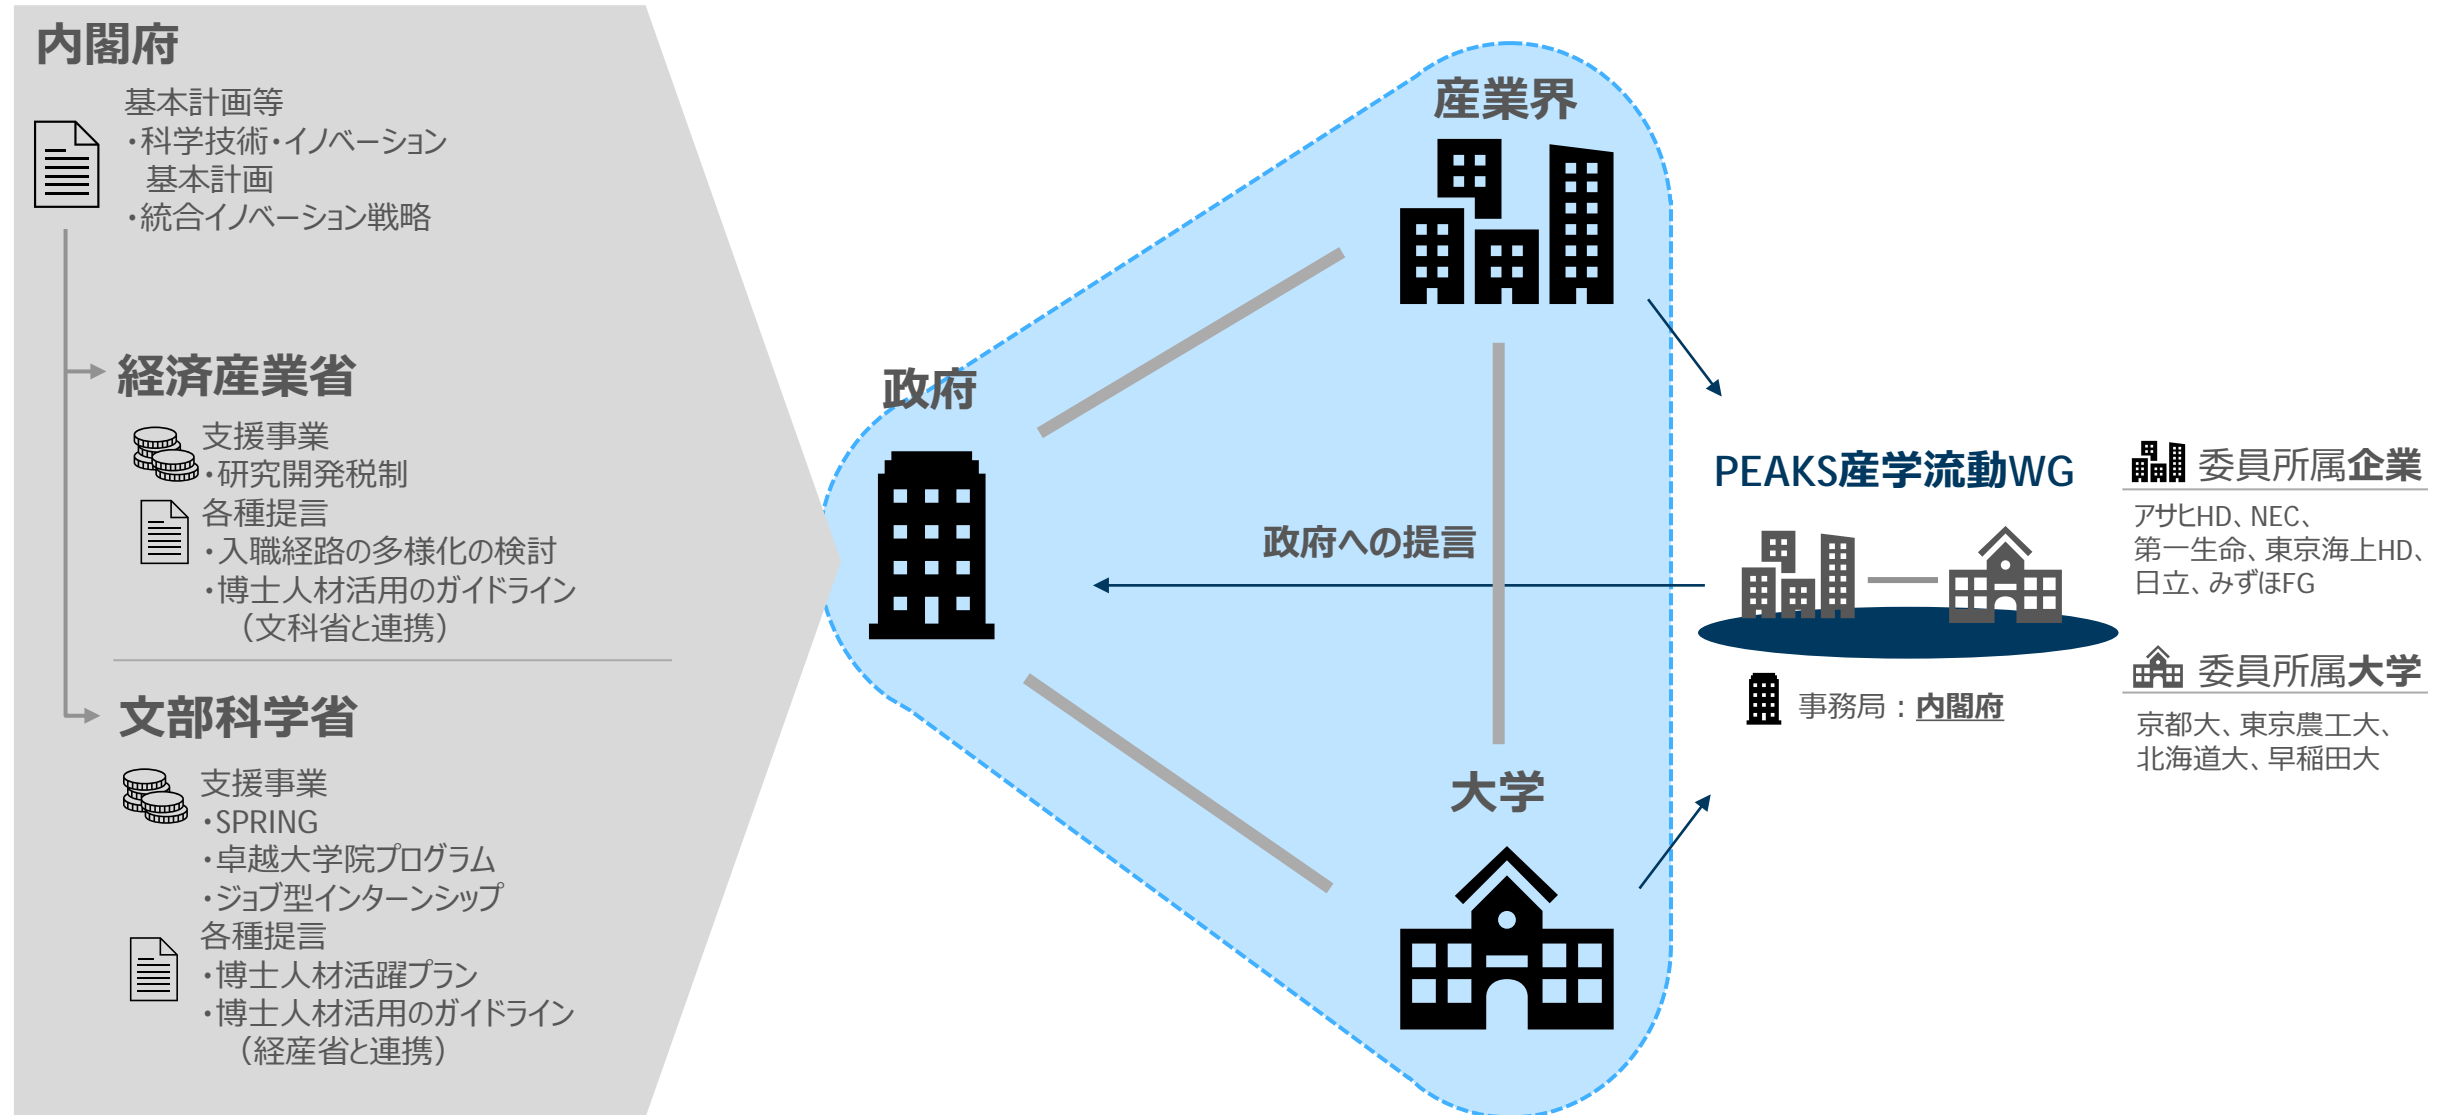 内閣府
基本計画等
・科学技術・イノベーション
基本計画
・統合イノベーション戦略
経済産業省
支援事業
・研究開発税制
各種提言
・入職経路の多様化の検討
・博士人材活用のガイドライン
（文科省と連携）
文部科学省
支援事業
・SPRING
・卓越大学院プログラム
・ジョブ型インターンシップ
各種提言
・博士人材活躍プラン
・博士人材活用のガイドライン
（経産省と連携）
産業界
政府
政府への提言
大学
PEAKS産学流動WG
事務局：内閣府
委員所属企業
アサヒHD、NEC、
第一生命、東京海上HD、
日立、みずほFG
委員所属大学
京都大、東京農工大、
北海道大、早稲田大